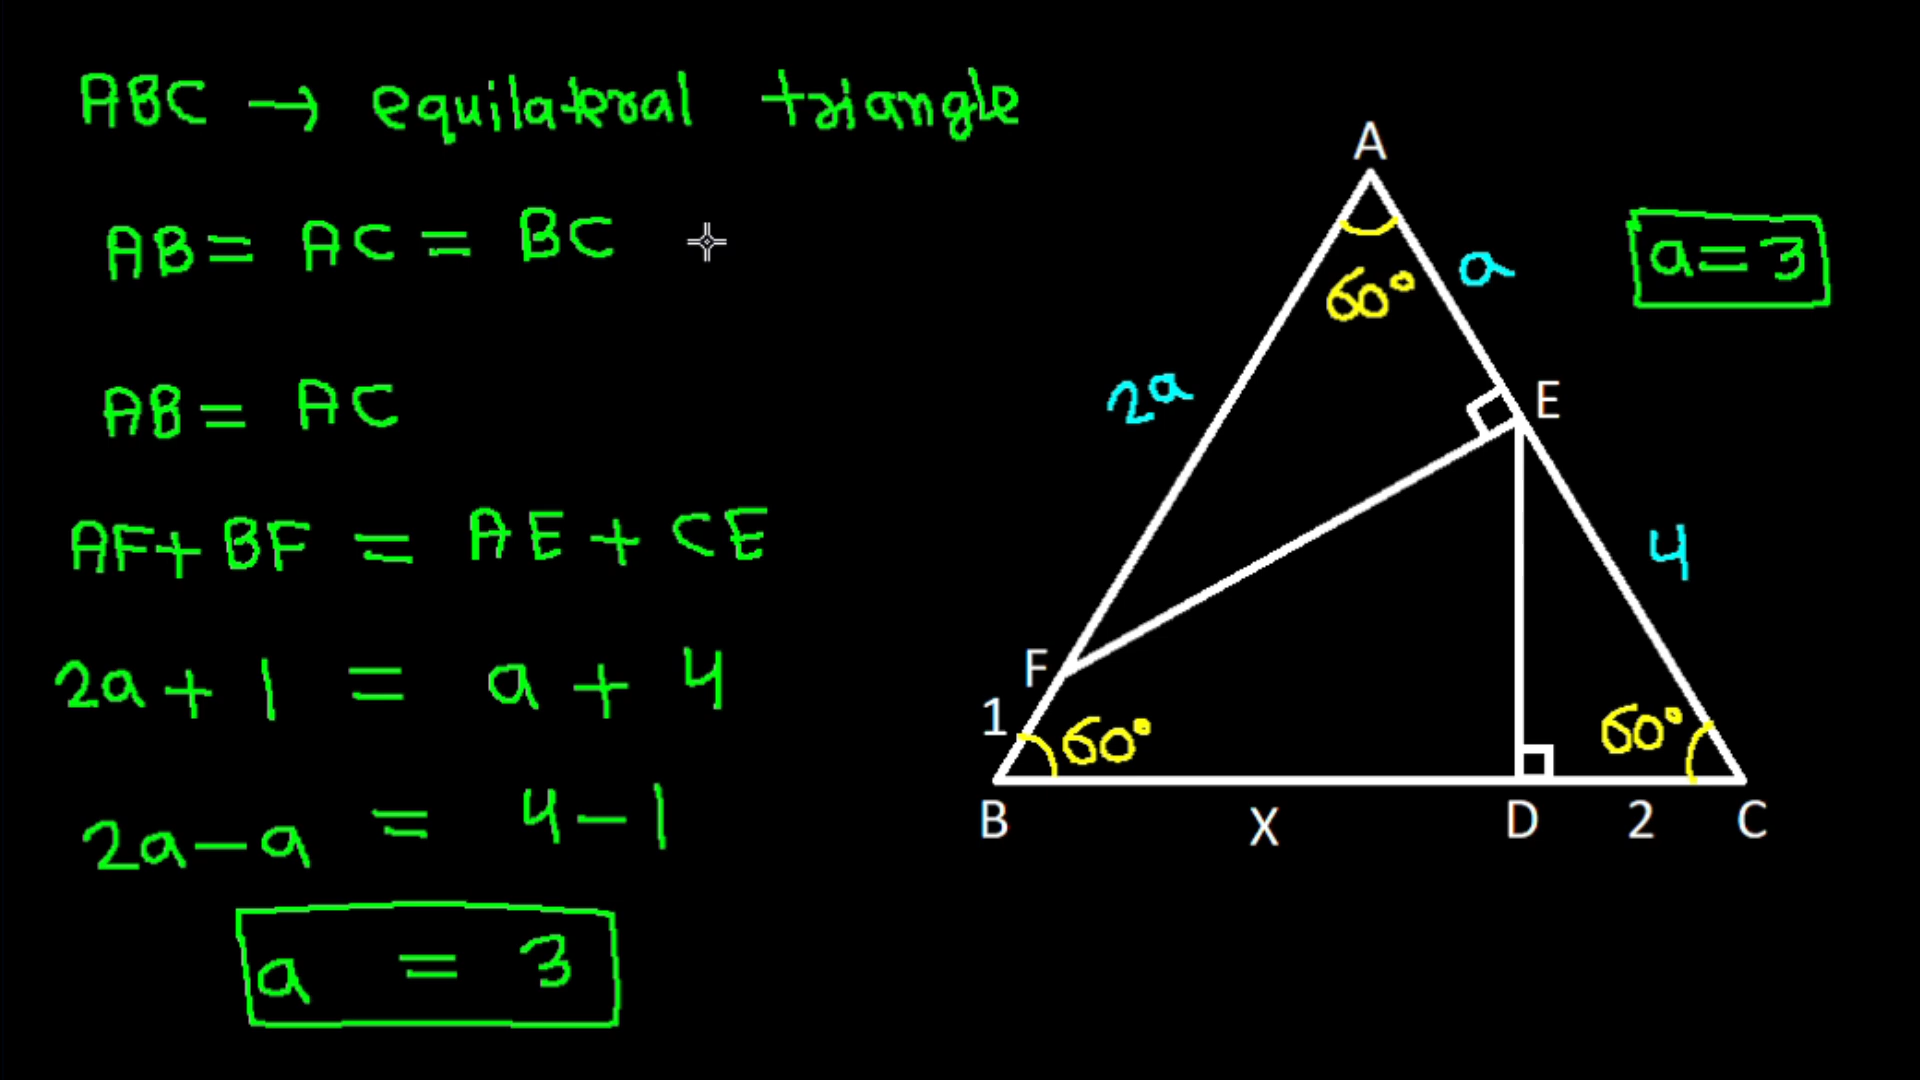 ABC → equilateral triangle
AB = AC = BC
AB = AC
AF + BF = AE + CE
2a + 1 = a + 4
2a - a = 4 - 1
a = 3
A
60°
a
a = 3
2a
E
4
F
1
60°
60°
B
X
D
2
C